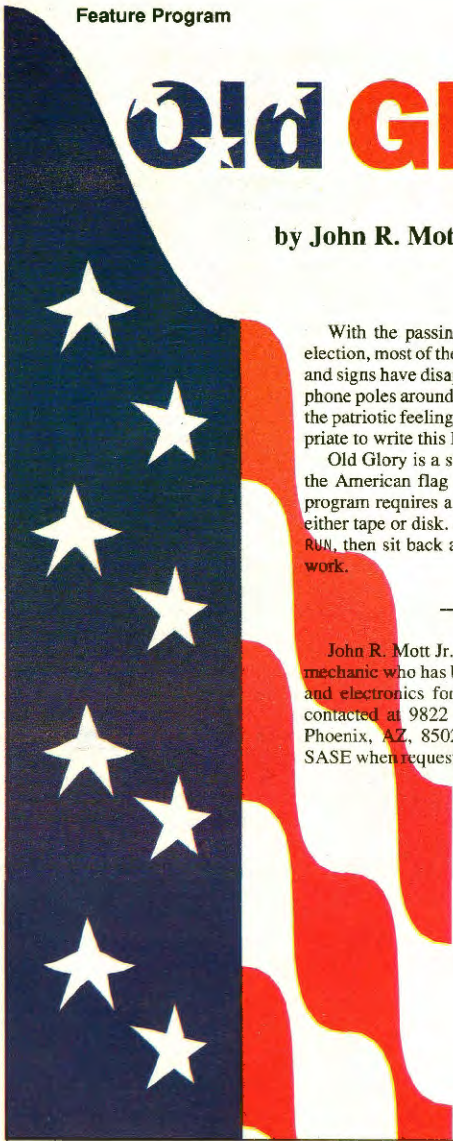 Feature Program
Old Gl
by John R. Mot
With the passin
election, most of the
and signs have disap
phone poles around
the patriotic feeling
priate to write this
Old Glory is a s
the American flag
program requires a
either tape or disk.
RUN, then sit back a
work.
John R. Mott Jr.
mechanic who has b
and electronics for
contacted at 9822
Phoenix, AZ, 8502
SASE when request